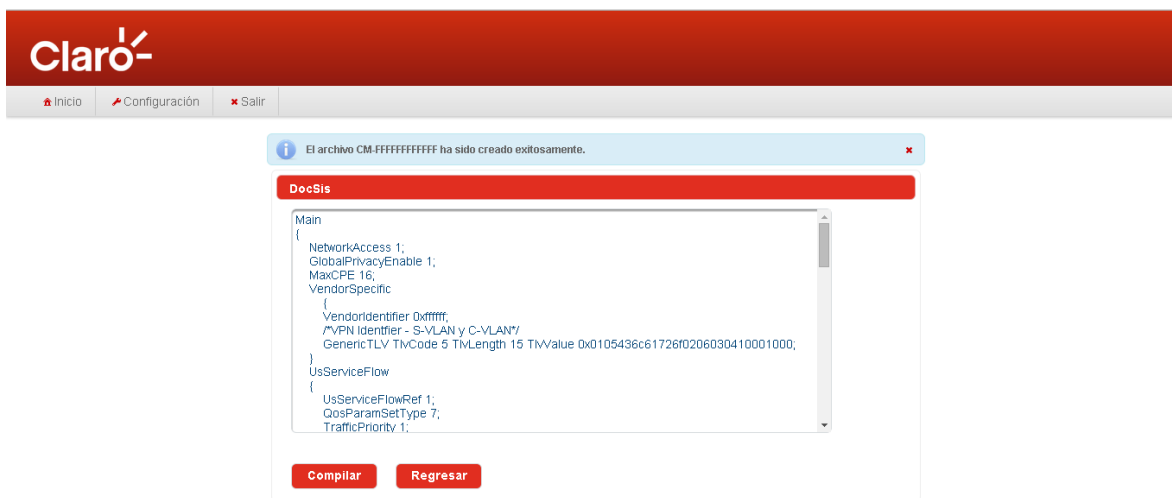 Claro
Inicio Configuración Salir
El archivo CM-FFFFFFFFFFFF ha sido creado exitosamente.
DocSis
Main
{
NetworkAccess 1;
GlobalPrivacyEnable 1;
MaxCPE 16;
VendorSpecific
{
VendorIdentifier 0xffffff;
/*VPN Identfier - S-VLAN y C-VLAN*/
GenericTLV TlvCode 5 TlvLength 15 TlvValue 0x0105436c61726f0206030410001000;
}
UsServiceFlow
{
UsServiceFlowRef 1;
QosParamSetType 7;
TrafficPriority 1;
Compilar Regresar